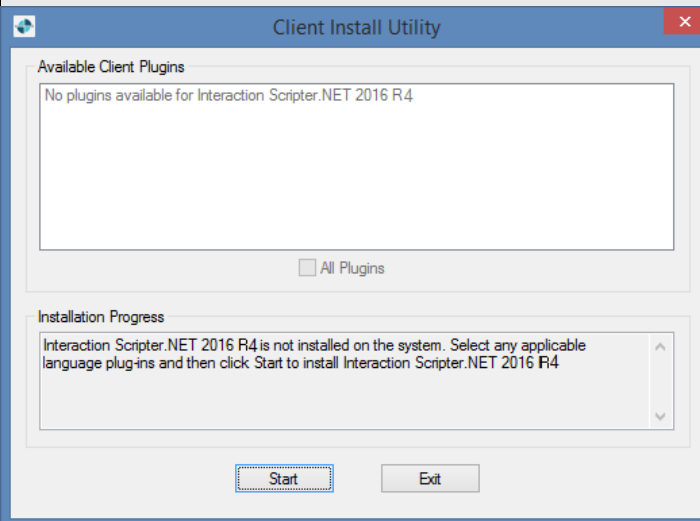 Client Install Utility
Available Client Plugins
No plugins available for Interaction Scripter.NET 2016 R4
All Plugins
Installation Progress
Interaction Scripter.NET 2016 R4 is not installed on the system. Select any applicable
language plug-ins and then click Start to install Interaction Scripter.NET 2016 R4
Start
Exit